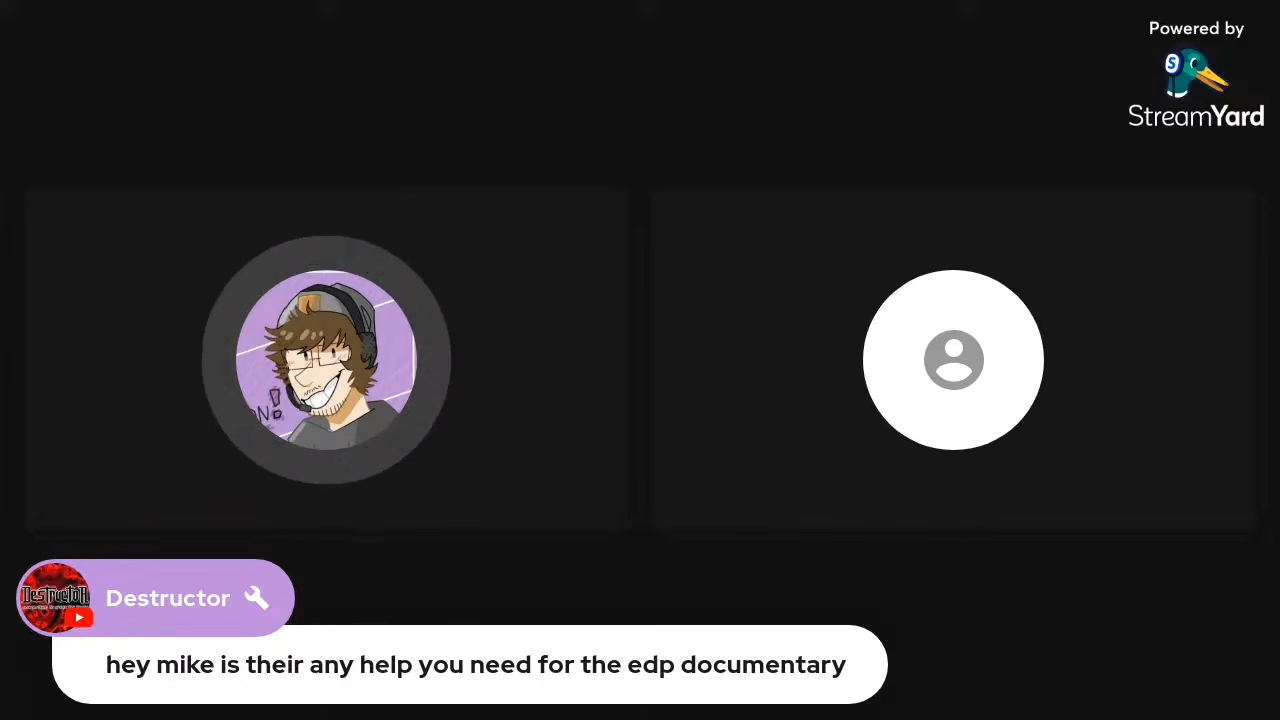 Powered by
StreamYard
N!
Destructor
hey mike is their any help you need for the edp documentary